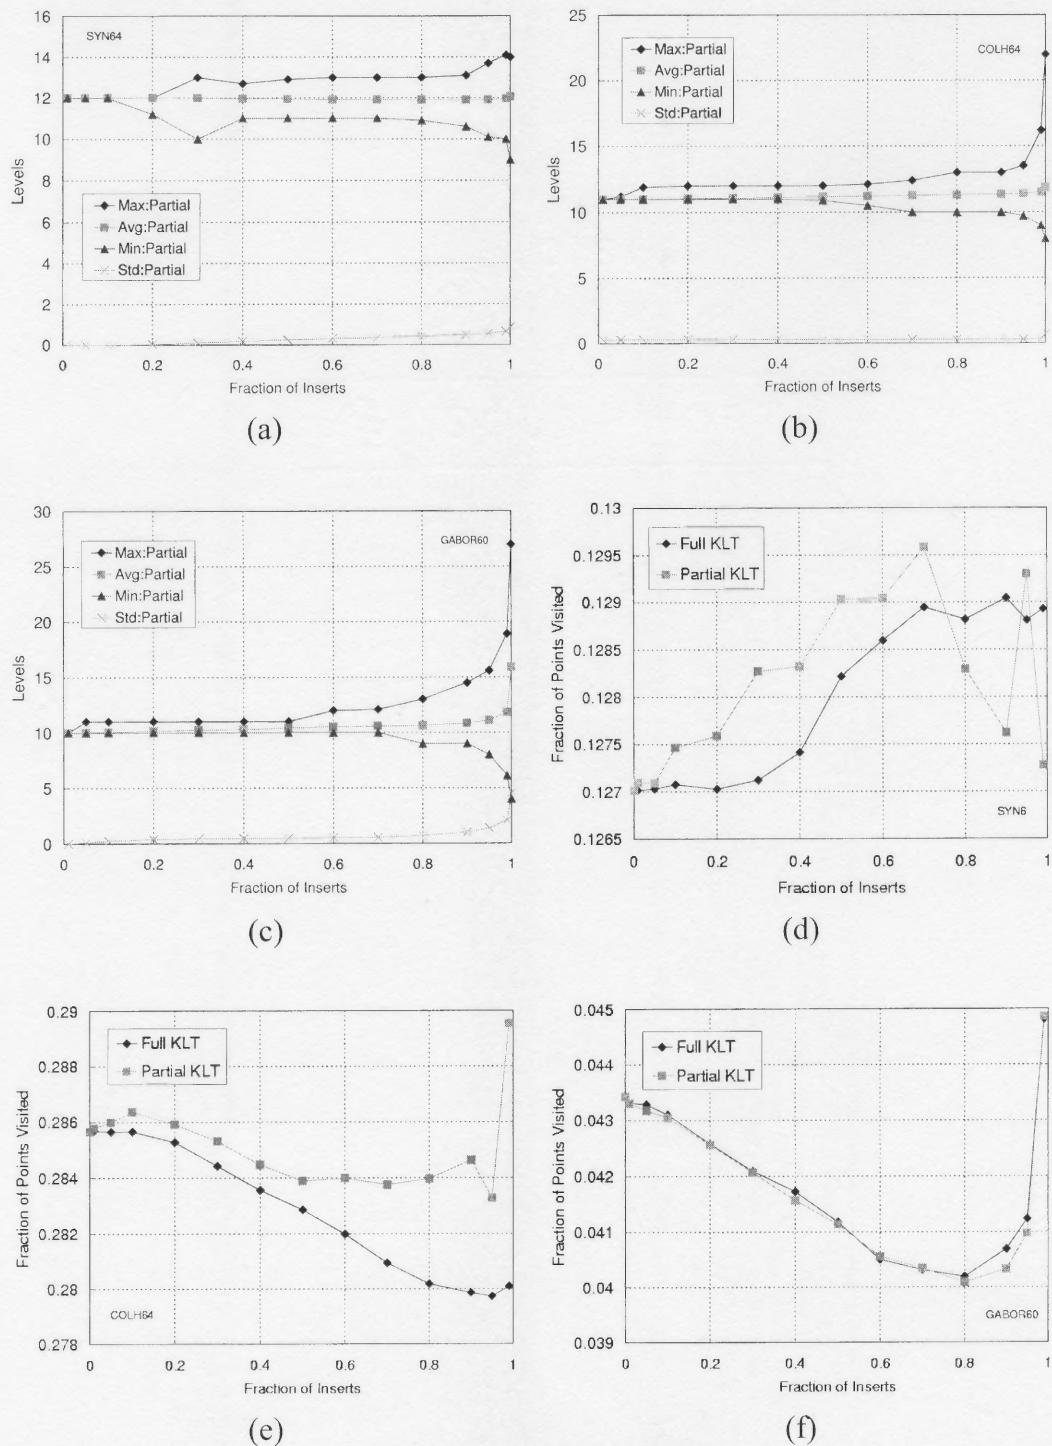 SYN64
16
14
12
10
8
6
4
2
0
Levels
Max:Partial
Avg:Partial
Min:Partial
Std:Partial
0 0.2 0.4 0.6 0.8 1
Fraction of Inserts
(a)
COLH64
25
20
15
10
5
0
Levels
Max:Partial
Avg:Partial
Min:Partial
Std:Partial
0 0.2 0.4 0.6 0.8 1
Fraction of Inserts
(b)
GABOR60
30
25
20
15
10
5
0
Levels
Max:Partial
Avg:Partial
Min:Partial
Std:Partial
0 0.2 0.4 0.6 0.8 1
Fraction of Inserts
(c)
0.13
0.1295
0.129
0.1285
0.128
0.1275
0.127
0.1265
Fraction of Points Visited
Full KLT
Partial KLT
SYN6
0 0.2 0.4 0.6 0.8 1
Fraction of Inserts
(d)
0.29
0.288
0.286
0.284
0.282
0.28
0.278
Fraction of Points Visited
Full KLT
Partial KLT
COLH64
0 0.2 0.4 0.6 0.8 1
Fraction of Inserts
(e)
0.045
0.044
0.043
0.042
0.041
0.04
0.039
Fraction of Points Visited
Full KLT
Partial KLT
GABOR60
0 0.2 0.4 0.6 0.8 1
Fraction of Inserts
(f)